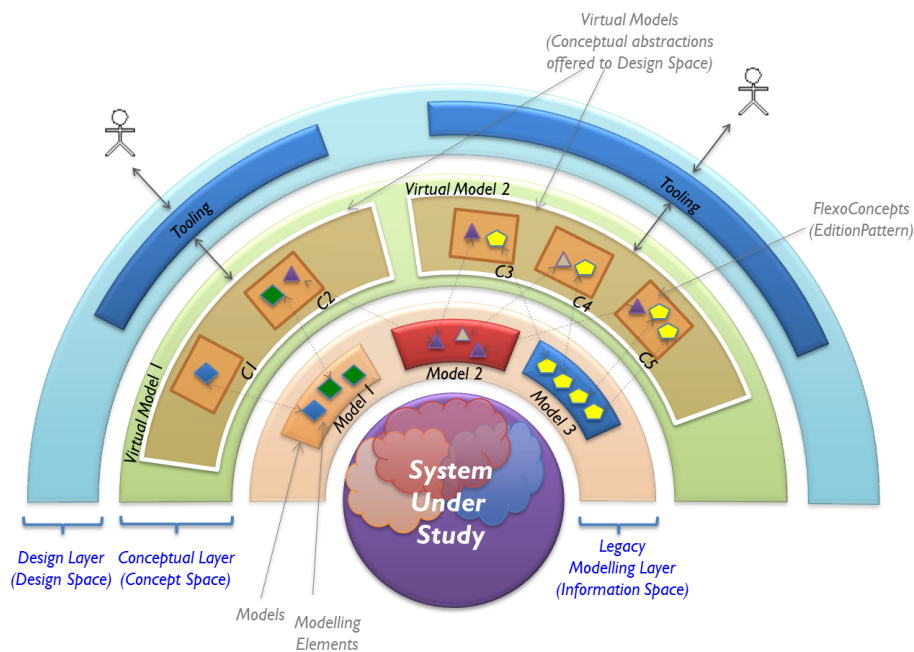 Virtual Models
(Conceptual abstractions
offered to Design Space)
Tooling
Tooling
Virtual Model 2
FlexoConcepts
(EditionPattern)
C3
C2
C4
C1
C5
Virtual Model 1
Model 2
Model 1
Model 3
System
Under
Study
Design Layer
(Design Space)
Conceptual Layer
(Concept Space)
Legacy
Modelling Layer
(Information Space)
Models
Modelling
Elements